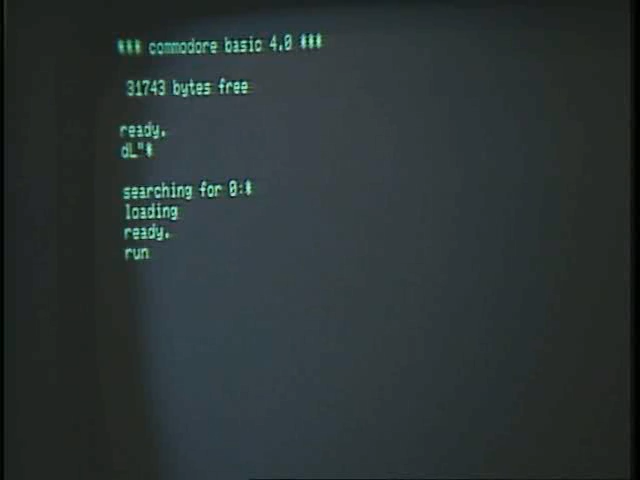 *** commodore basic 4.0 ***
31743 bytes free
ready.
dL"*
searching for 0:*
loading
ready.
run